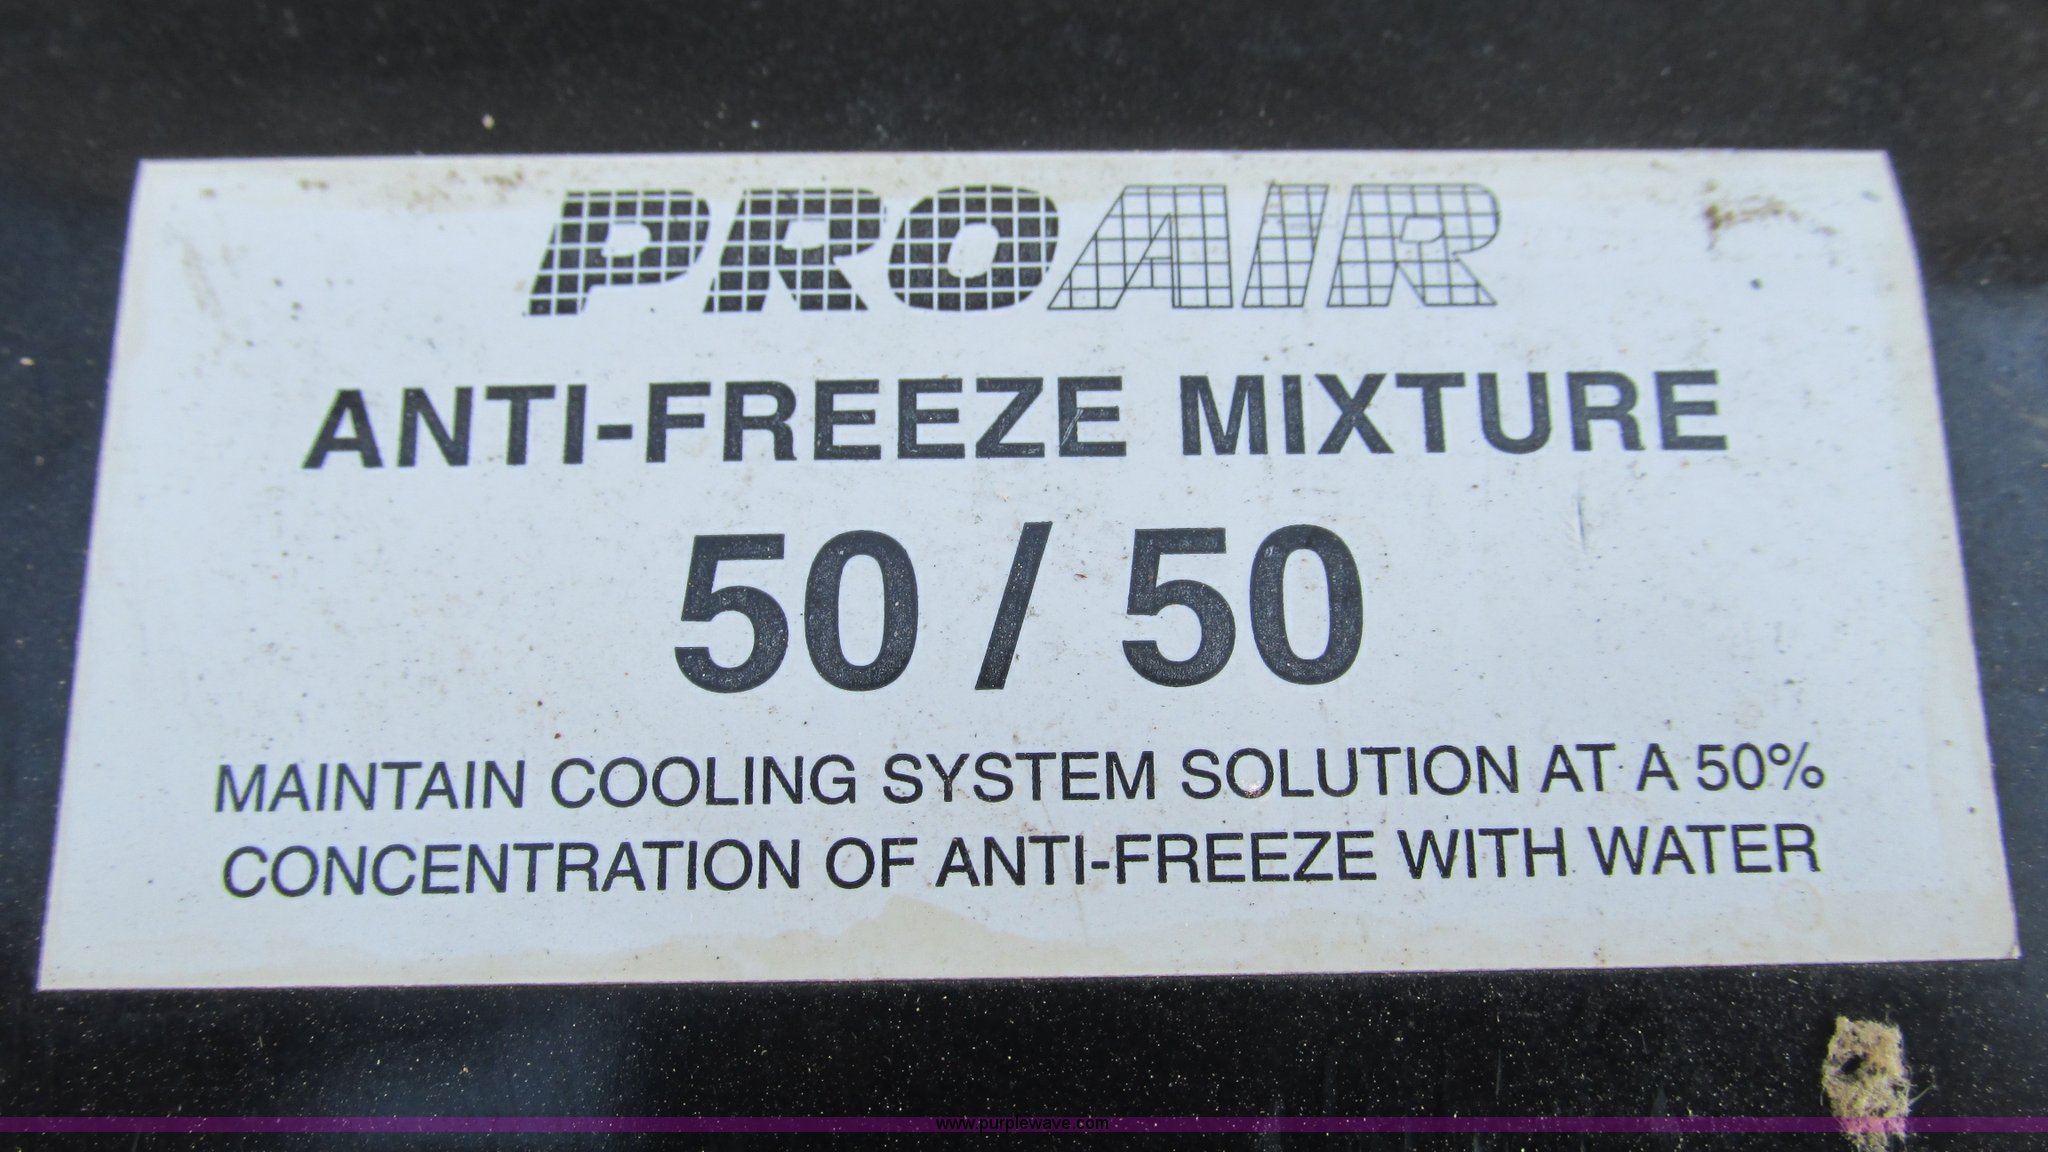 PROAIR
ANTI-FREEZE MIXTURE
50 / 50
MAINTAIN COOLING SYSTEM SOLUTION AT A 50%
CONCENTRATION OF ANTI-FREEZE WITH WATER
www.purplewave.com